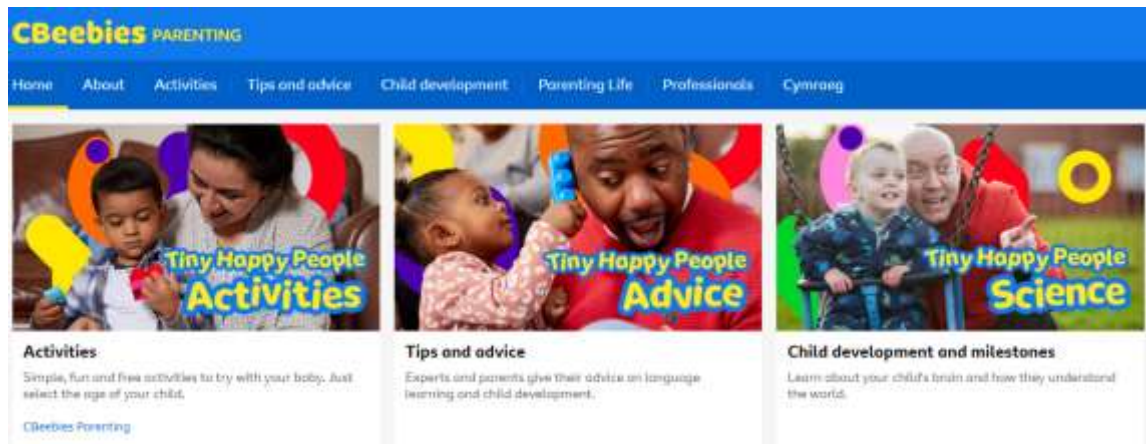 CBeebies PARENTING
Home About Activities Tips and advice Child development Parenting Life Professionals Cymraeg
Tiny Happy People
Activities
Tiny Happy People
Advice
Tiny Happy People
Science
Activities
Simple, fun and free activities to try with your baby. Just
select the age of your child.
CBeebies Parenting
Tips and advice
Experts and parents give their advice on language
learning and child development.
Child development and milestones
Learn about your child's brain and how they understand
the world.